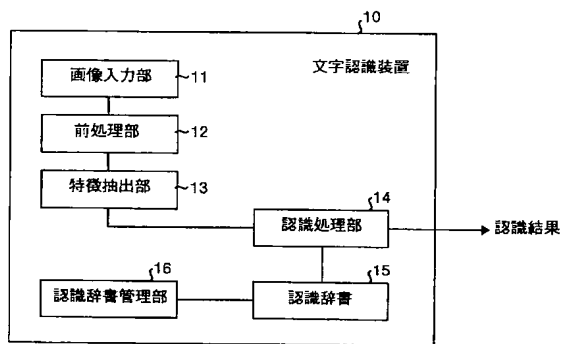 10
文字認識装置
画像入力部 11
前処理部 12
特徴抽出部 13
14
認識処理部 認識結果
16 15
認識辞書管理部 認識辞書